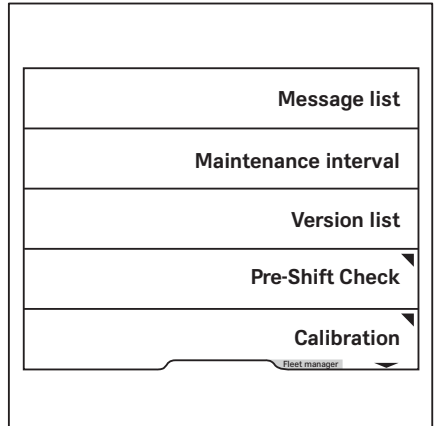 Message list
Maintenance interval
Version list
Pre-Shift Check
Calibration
Fleet manager